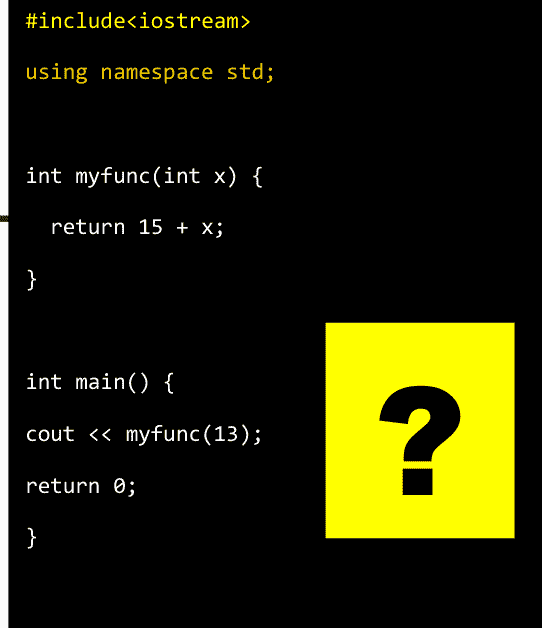 #include<iostream>
using namespace std;
int myfunc(int x) {
return 15 + x;
}
int main() {
cout << myfunc(13);
return 0;
}
?